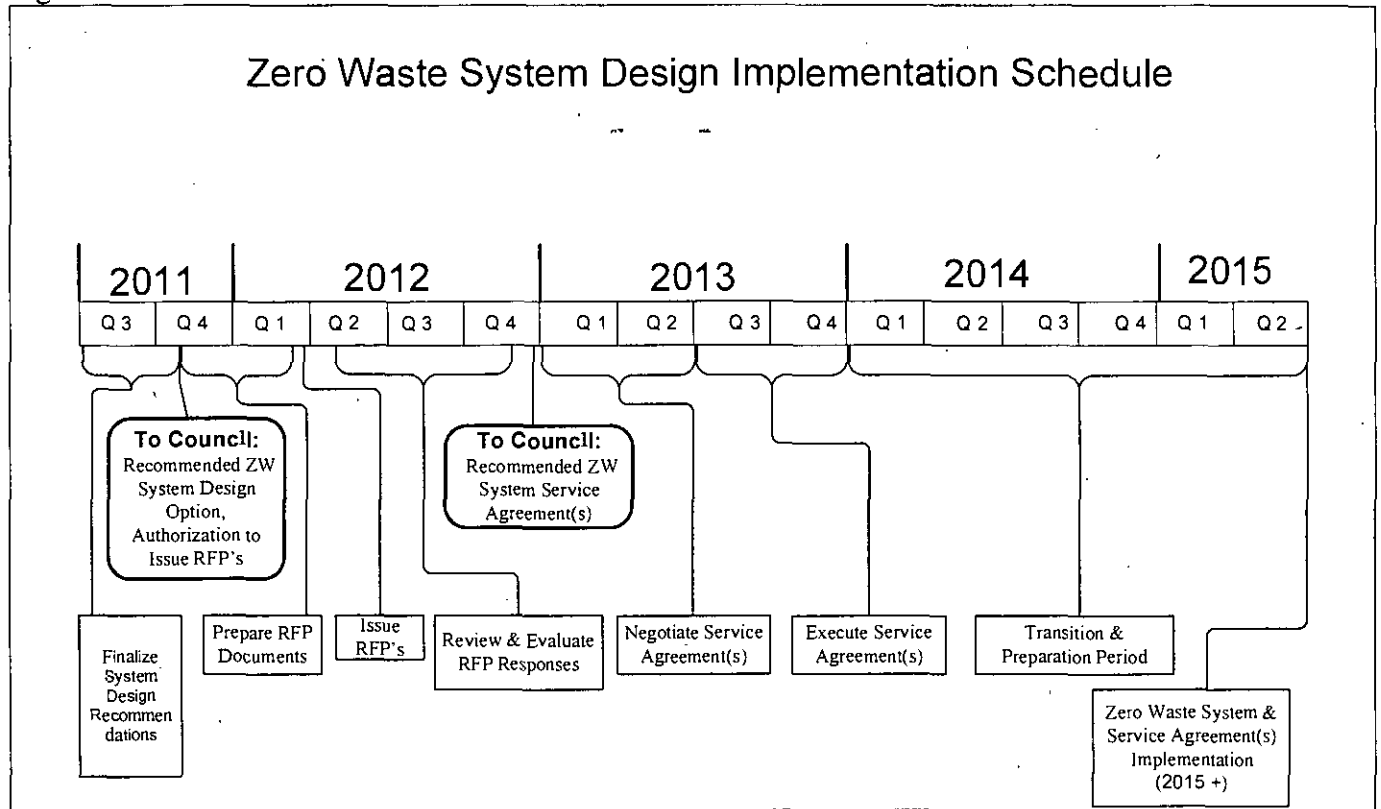 Zero Waste System Design Implementation Schedule
2011 2012 2013 2014 2015
Q 3 Q 4 Q 1 Q 2 Q 3 Q 4 Q 1 Q 2 Q 3 Q 4 Q 1 Q 2 Q 3 Q 4 Q 1 Q 2
To Council:
Recommended ZW
System Design
Option,
Authorization to
Issue RFP's
To Council:
Recommended ZW
System Service
Agreement(s)
Finalize
System
Design
Recommen
dations
Prepare RFP
Documents
Issue
RFP's
Review & Evaluate
RFP Responses
Negotiate Service
Agreement(s)
Execute Service
Agreement(s)
Transition &
Preparation Period
Zero Waste System &
Service Agreement(s)
Implementation
(2015 +)